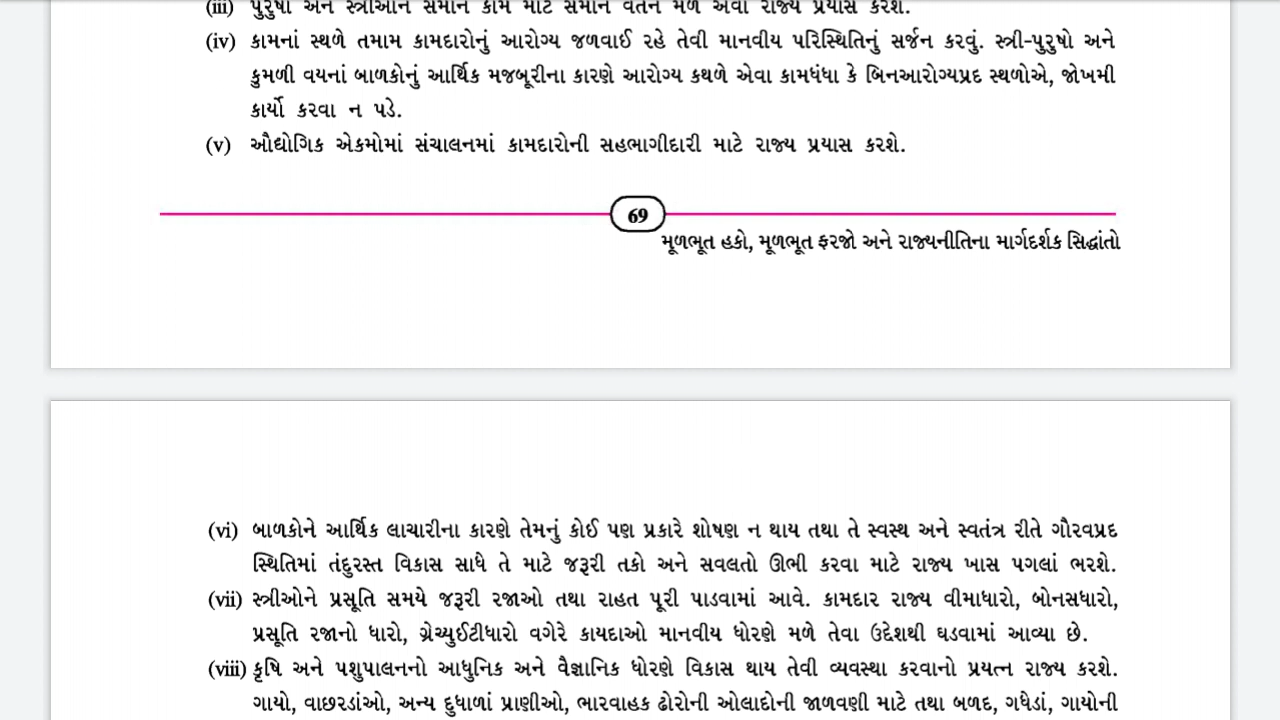 (iii) પુરુષો અને સ્ત્રીઓને સમાન કામ માટે સમાન વેતન મળે એવા રાજ્ય પ્રયાસ કરશે.
(iv) કામનાં સ્થળે તમામ કામદારોનું આરોગ્ય જળવાઈ રહે તેવી માનવીય પરિસ્થિતિનું સર્જન કરવું. સ્ત્રી-પુરુષો અને
કુમળી વયનાં બાળકોનું આર્થિક મજબૂરીના કારણે આરોગ્ય કથળે એવા કામધંધા કે બિનઆરોગ્યપ્રદ સ્થળોએ, જોખમી
કાર્યો કરવા ન પડે.
(v) ઔદ્યોગિક એકમોમાં સંચાલનમાં કામદારોની સહભાગીદારી માટે રાજ્ય પ્રયાસ કરશે.
69
મૂળભૂત હકો, મૂળભૂત ફરજો અને રાજ્યનીતિના માર્ગદર્શક સિદ્ધાંતો
(vi) બાળકોને આર્થિક લાચારીના કારણે તેમનું કોઈ પણ પ્રકારે શોષણ ન થાય તથા તે સ્વસ્થ અને સ્વતંત્ર રીતે ગૌરવપ્રદ
સ્થિતિમાં તંદુરસ્ત વિકાસ સાધે તે માટે જરૂરી તકો અને સવલતો ઊભી કરવા માટે રાજ્ય ખાસ પગલાં ભરશે.
(vii) સ્ત્રીઓને પ્રસૂતિ સમયે જરૂરી રજાઓ તથા રાહત પૂરી પાડવામાં આવે. કામદાર રાજ્ય વીમાધારો, બોનસધારો,
પ્રસૂતિ રજાનો ધારો, ગ્રેચ્યુઈટીધારો વગેરે કાયદાઓ માનવીય ધોરણે મળે તેવા ઉદ્દેશથી ઘડવામાં આવ્યા છે.
(viii) કૃષિ અને પશુપાલનનો આધુનિક અને વૈજ્ઞાનિક ધોરણે વિકાસ થાય તેવી વ્યવસ્થા કરવાનો પ્રયત્ન રાજ્ય કરશે.
ગાયો, વાછરડાંઓ, અન્ય દુધાળાં પ્રાણીઓ, ભારવાહક ઢોરોની ઓલાદોની જાળવણી માટે તથા બળદ, ગધેડાં, ગાયોની